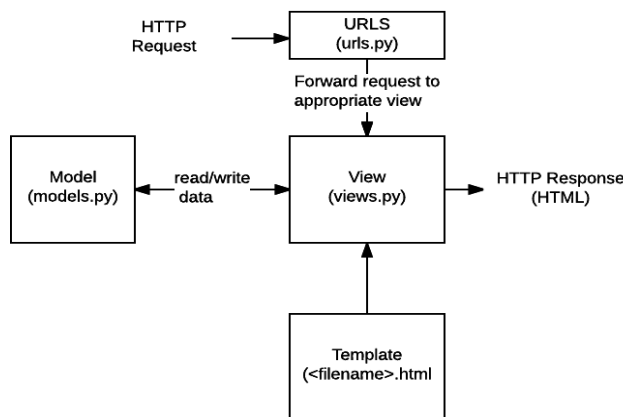 HTTP
Request
URLS
(urls.py)
Forward request to
appropriate view
Model
(models.py)
read/write
data
View
(views.py)
HTTP Response
(HTML)
Template
(<filename>.html